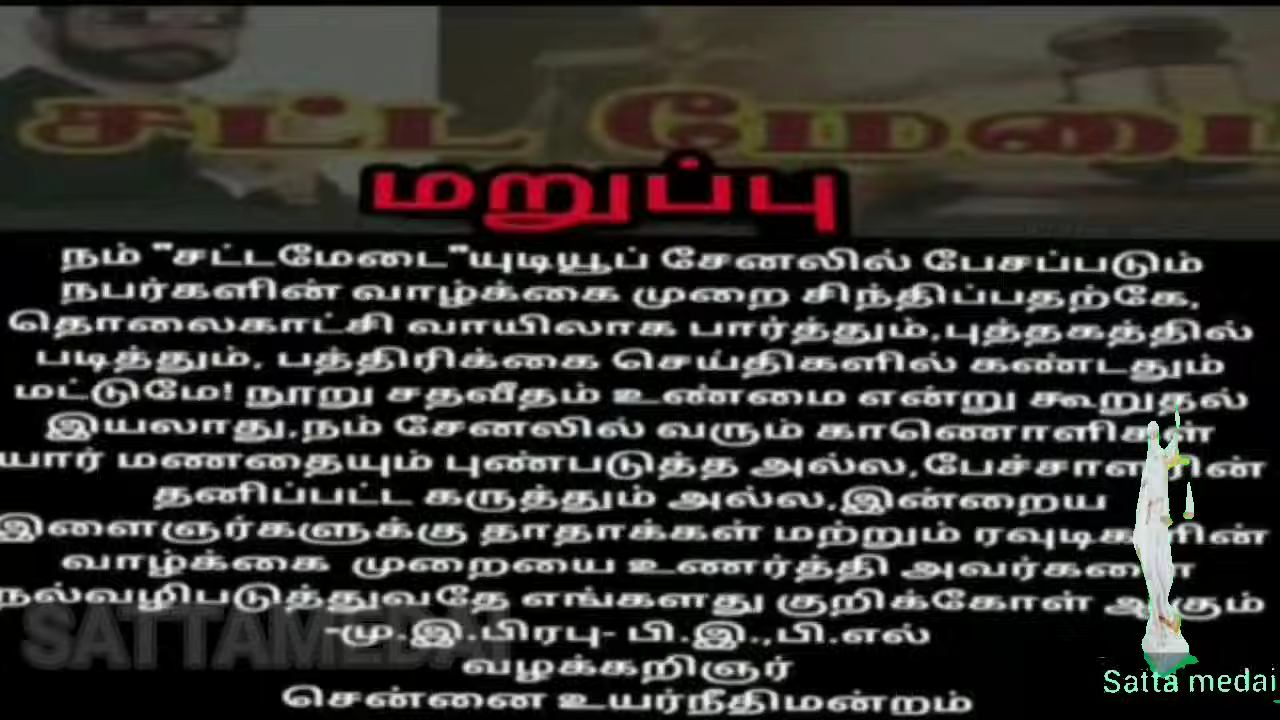 சட்ட மேடை
மறுப்பு
நம் "சட்டமேடை"யுடியூப் சேனலில் பேசப்படும்
நபர்களின் வாழ்க்கை முறை சிந்திப்பதற்கே,
தொலைகாட்சி வாயிலாக பார்த்தும்,புத்தகத்தில்
படித்தும், பத்திரிக்கை செய்திகளில் கண்டதும்
மட்டுமே! நூறு சதவீதம் உண்மை என்று கூறுதல்
இயலாது,நம் சேனலில் வரும் காணொளிகள்
யார் மணதையும் புண்படுத்த அல்ல,பேச்சாளரின்
தனிப்பட்ட கருத்தும் அல்ல,இன்றைய
இளைஞர்களுக்கு தாதாக்கள் மற்றும் ரவுடிகளின்
வாழ்க்கை முறையை உணர்த்தி அவர்களை
நல்வழிபடுத்துவதே எங்களது குறிக்கோள் ஆகும்
-மு.இ.பிரபு- பி.இ.,பி.எல்
வழக்கறிஞர்
சென்னை உயர்நீதிமன்றம்
SATTAMEDAI
Satta medai